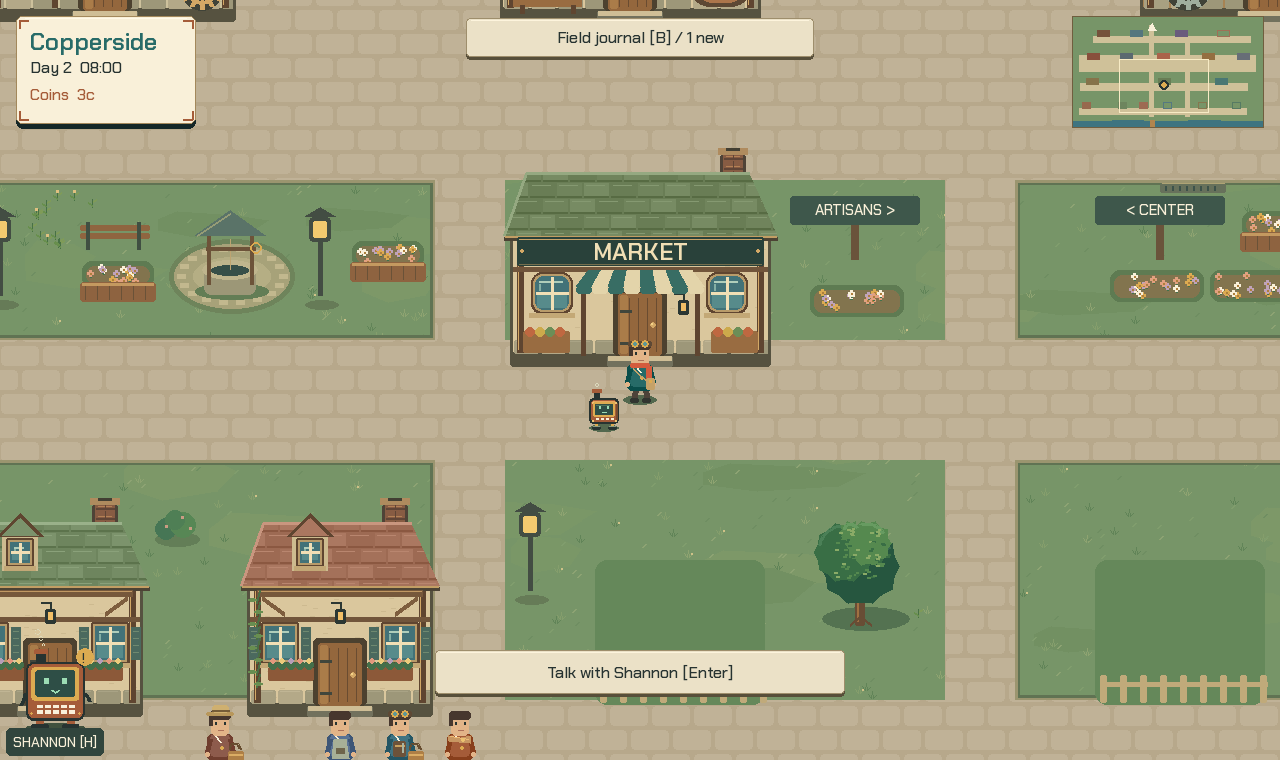 Copperside
Day 2 08:00
Coins 3c
Field journal [B] / 1 new
MARKET
ARTISANS >
< CENTER
Talk with Shannon [Enter]
SHANNON [H]